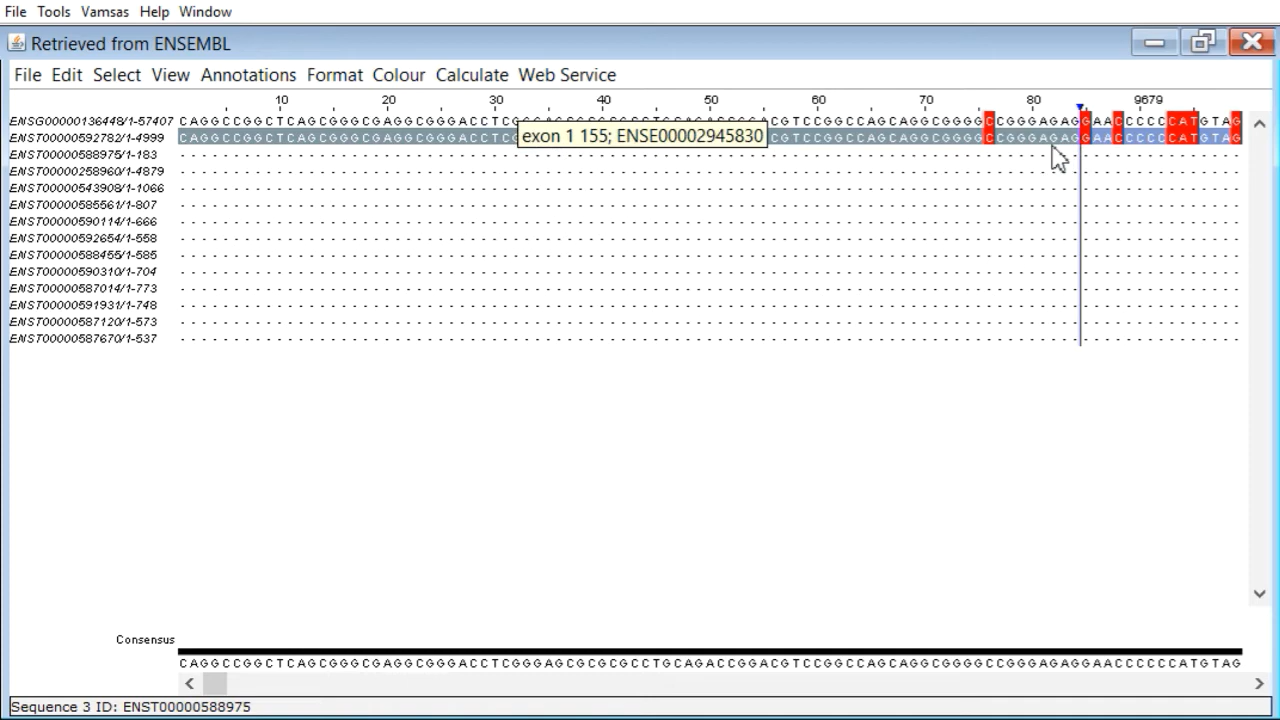 File Tools Vamsas Help Window
Retrieved from ENSEMBL
File Edit Select View Annotations Format Colour Calculate Web Service
10 20 30 40 50 60 70 80 9679
ENSG00000136448/1-57407 CAGGCCGGCTCAGCGGGCGAGGCGGGACCTCG
ENST00000592782/1-4999 CAGGCCGGCTCAGCGGGCGAGGCGGGACCTCG CGTCCGGCCAGCAGGCGGGGCCGGGAGAGGAACCCCCCATGTAG
exon 1 155; ENSE00002945830
ENST00000588975/1-183
ENST00000258960/1-4879
ENST00000543908/1-1066
ENST00000585561/1-807
ENST00000590114/1-666
ENST00000592654/1-558
ENST00000588455/1-585
ENST00000590310/1-704
ENST00000587014/1-773
ENST00000591931/1-748
ENST00000587120/1-573
ENST00000587670/1-537
Consensus
CAGGCCGGCTCAGCGGGCGAGGCGGGACCTCGGGAGCGCGCGCCTGCAGACCGGACGTCCGGCCAGCAGGCGGGGCCGGGAGAGGAACCCCCCATGTAG
Sequence 3 ID: ENST00000588975